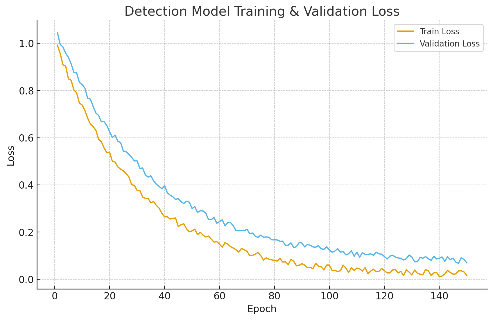 Detection Model Training & Validation Loss
Train Loss
Validation Loss
Loss
1.0
0.8
0.6
0.4
0.2
0.0
0 20 40 60 80 100 120 140
Epoch